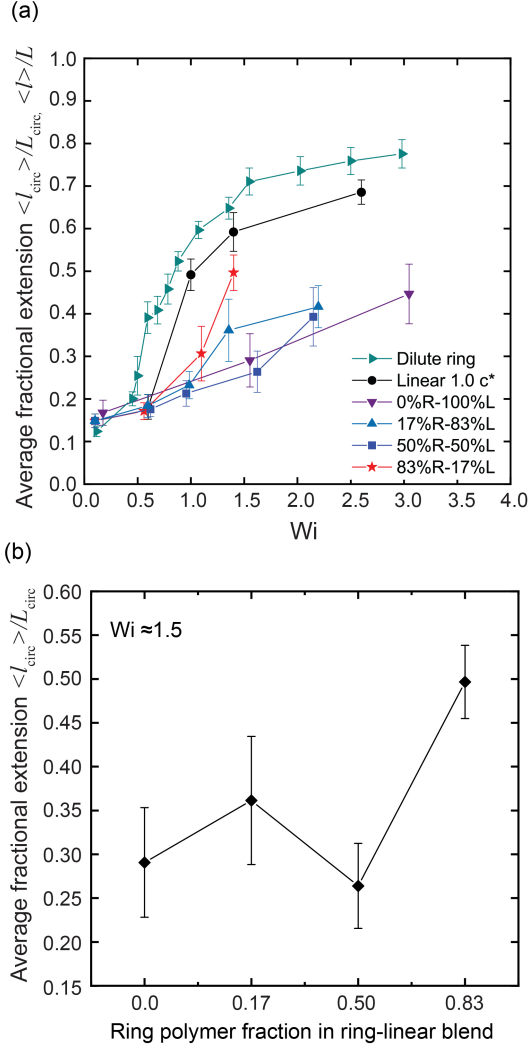 (a)
Average fractional extension <l_circ>/L_circ, <l>/L
1.0
0.9
0.8
0.7
0.6
0.5
0.4
0.3
0.2
0.1
0.0
Dilute ring
Linear 1.0 c*
0%R-100%L
17%R-83%L
50%R-50%L
83%R-17%L
0.0 0.5 1.0 1.5 2.0 2.5 3.0 3.5 4.0
Wi
(b)
Average fractional extension <l_circ>/L_circ
0.60
0.55
0.50
0.45
0.40
0.35
0.30
0.25
0.20
0.15
Wi ≈1.5
0.0 0.17 0.50 0.83
Ring polymer fraction in ring-linear blend